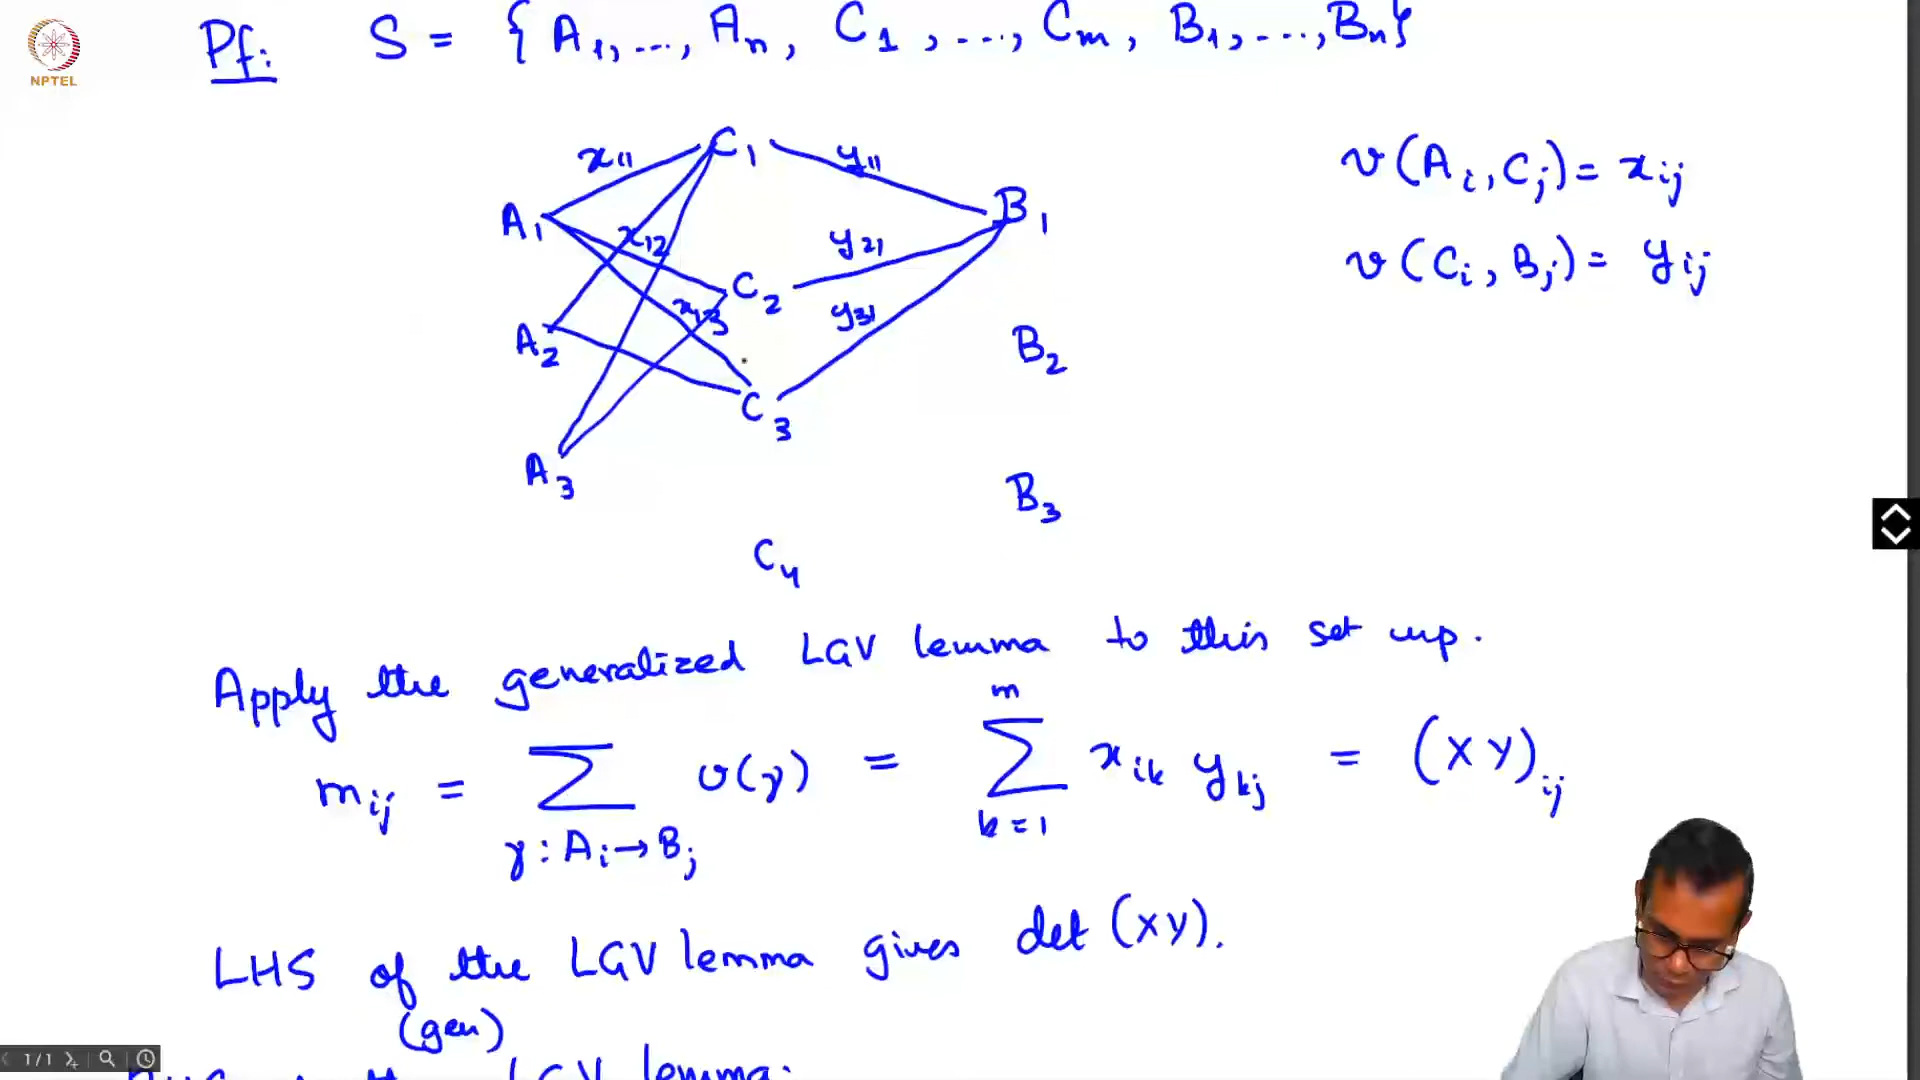 NPTEL
Pf: S = { A₁,..., Aₙ, C₁,..., Cₘ, B₁,...,Bₙ}
C₁
x₁₁
y₁₁
v(Aᵢ, Cⱼ) = xᵢⱼ
A₁
B₁
x₁₂
y₂₁
v(Cᵢ, Bⱼ) = yᵢⱼ
C₂
x₁₃
y₃₁
A₂
B₂
C₃
A₃
B₃
C₄
Apply the generalized LGV lemma to this set up.
mᵢⱼ = ∑_{γ: Aᵢ→Bⱼ} v(γ) = ∑_{k=1}^{m} xᵢₖ yₖⱼ = (XY)ᵢⱼ
LHS of the LGV lemma gives det (XY).
(gen)
LGV lemma:
1/1